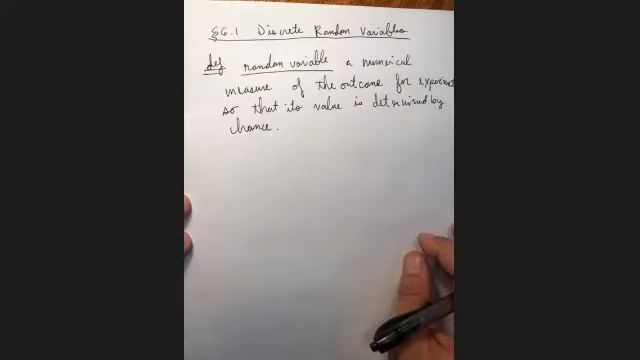 §6.1 Discrete Random Variables
def random variable a numerical
measure of the outcome for experiment
so that its value is determined by
chance.